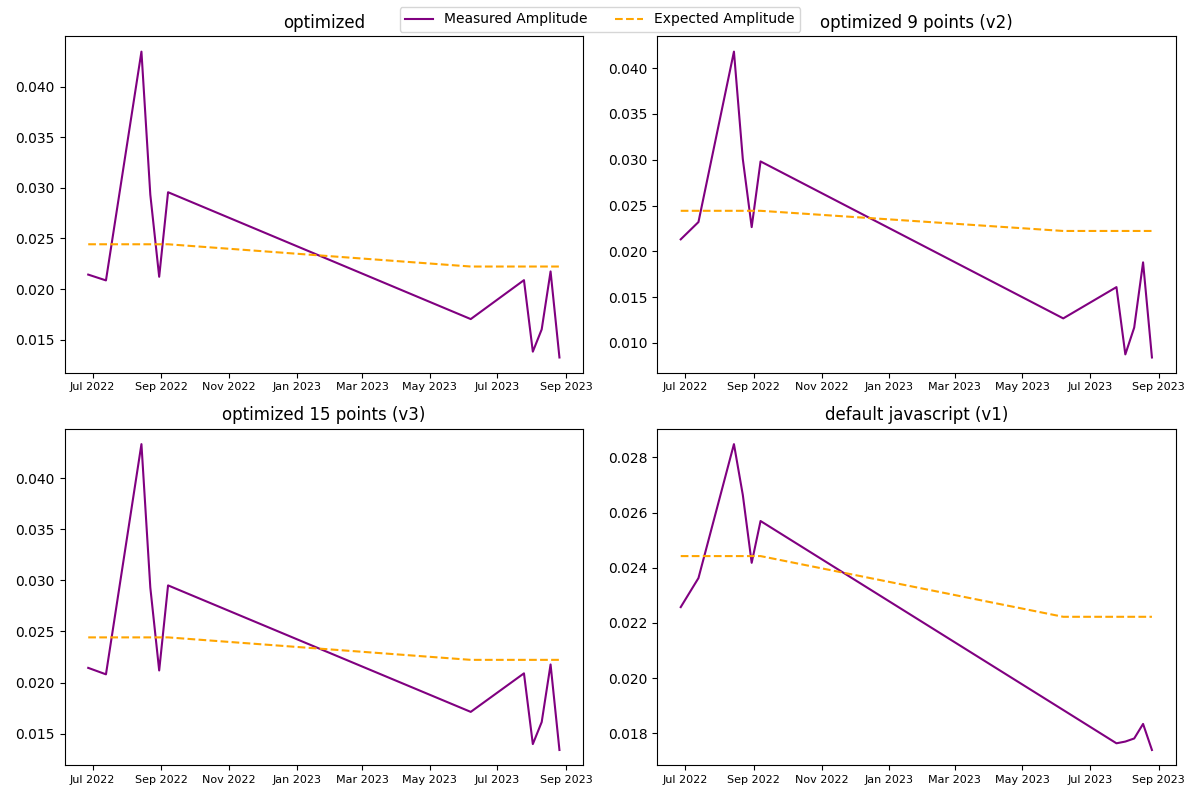 Measured Amplitude
Expected Amplitude
optimized
0.040
0.035
0.030
0.025
0.020
0.015
Jul 2022 Sep 2022 Nov 2022 Jan 2023 Mar 2023 May 2023 Jul 2023 Sep 2023
optimized 9 points (v2)
0.040
0.035
0.030
0.025
0.020
0.015
0.010
Jul 2022 Sep 2022 Nov 2022 Jan 2023 Mar 2023 May 2023 Jul 2023 Sep 2023
optimized 15 points (v3)
0.040
0.035
0.030
0.025
0.020
0.015
Jul 2022 Sep 2022 Nov 2022 Jan 2023 Mar 2023 May 2023 Jul 2023 Sep 2023
default javascript (v1)
0.028
0.026
0.024
0.022
0.020
0.018
Jul 2022 Sep 2022 Nov 2022 Jan 2023 Mar 2023 May 2023 Jul 2023 Sep 2023